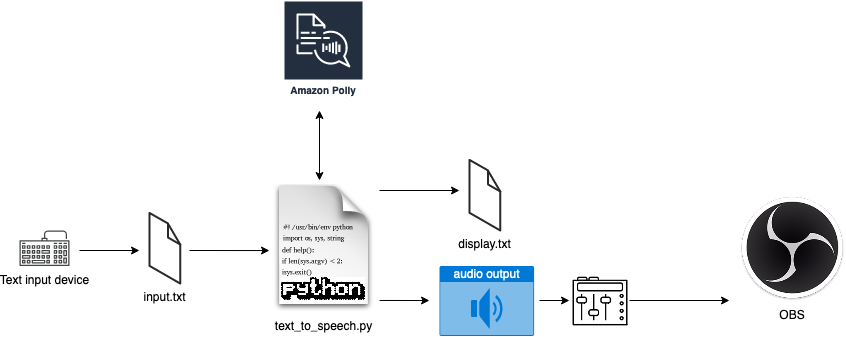 Amazon Polly
#! /usr/bin/env python
import os, sys, string
def help():
if len(sys.argv) < 2:
isys.exit()
python
display.txt
Text input device
input.txt
text_to_speech.py
audio output
OBS